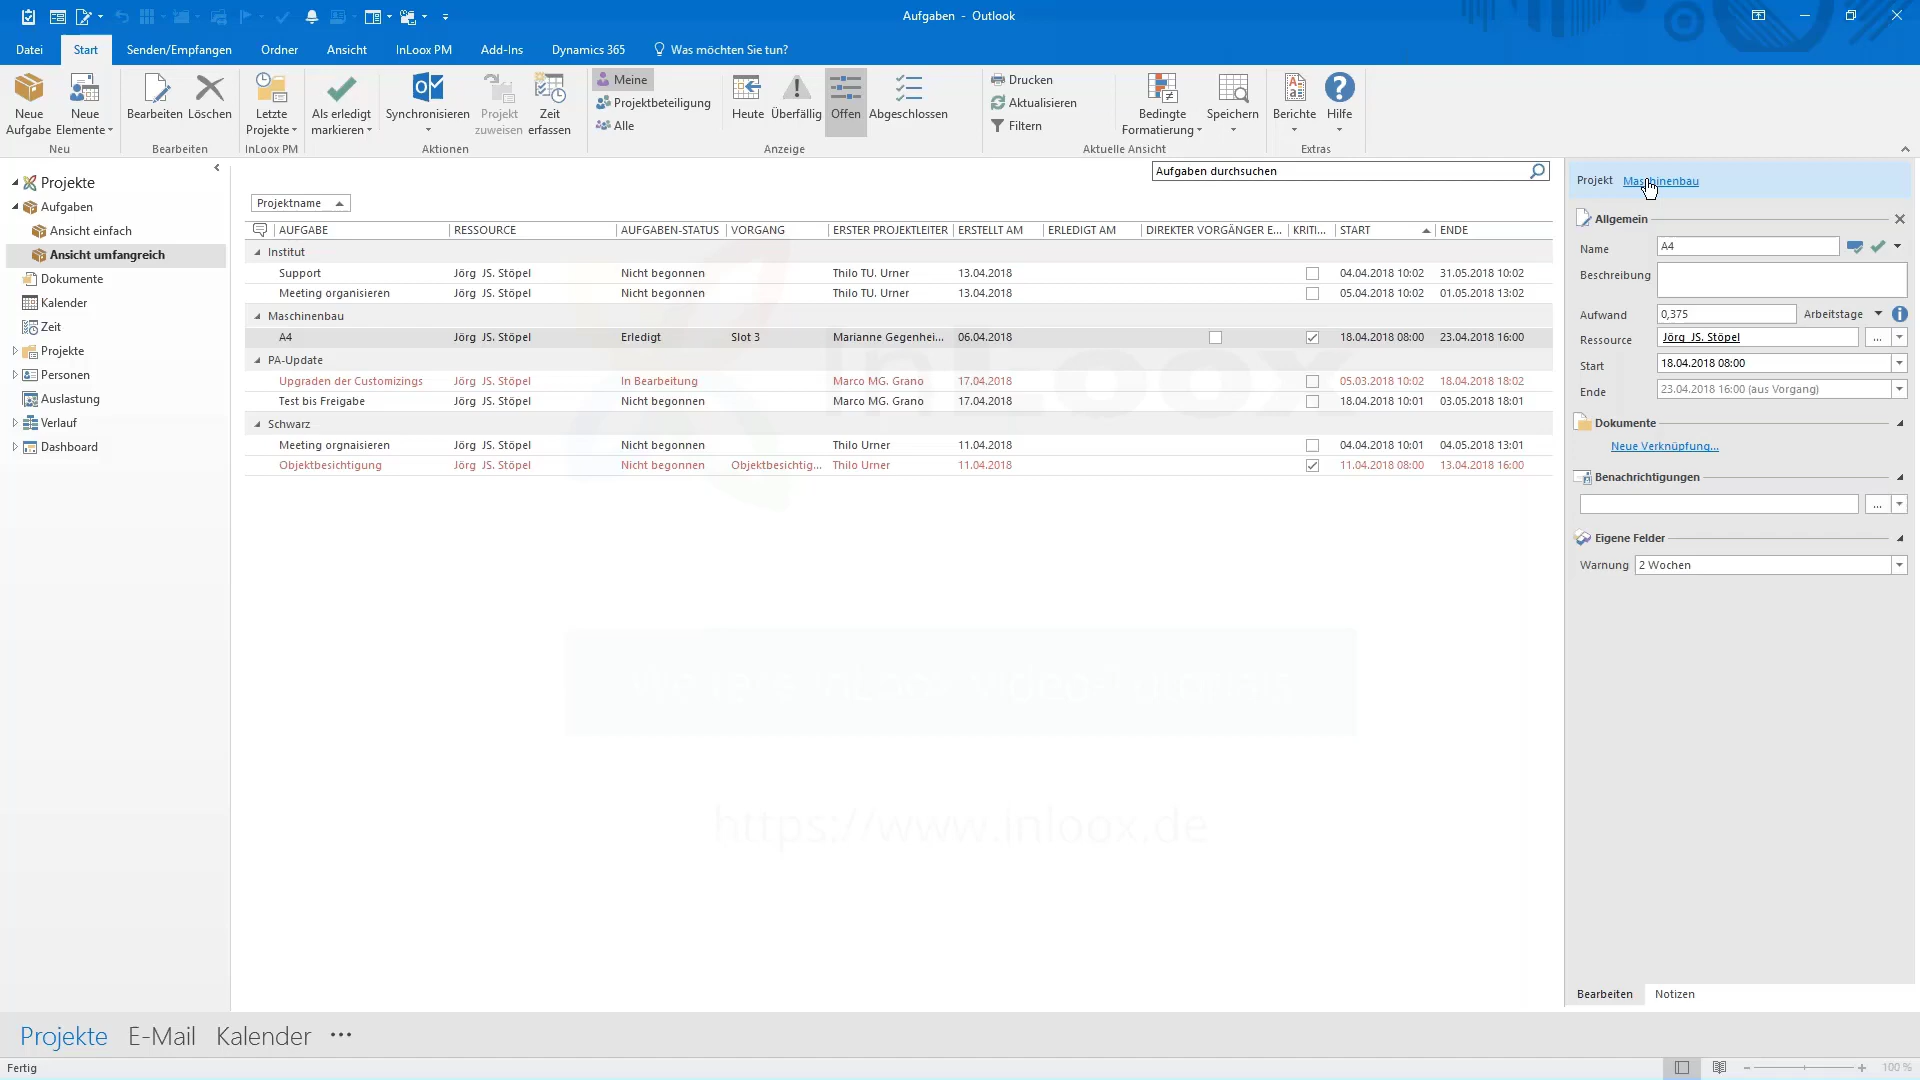 Aufgaben - Outlook
Datei Start Senden/Empfangen Ordner Ansicht InLoox PM Add-Ins Dynamics 365 Was möchten Sie tun?
Neue Aufgabe
Neue Elemente
Neu
Bearbeiten
Löschen
Bearbeiten
Letzte Projekte
InLoox PM
Als erledigt markieren
Synchronisieren
Projekt zuweisen
Zeit erfassen
Aktionen
Meine
Projektbeteiligung
Alle
Heute
Überfällig
Offen
Abgeschlossen
Anzeige
Drucken
Aktualisieren
Filtern
Bedingte Formatierung
Speichern
Aktuelle Ansicht
Berichte
Hilfe
Extras
Projekte
Aufgaben
Ansicht einfach
Ansicht umfangreich
Dokumente
Kalender
Zeit
Projekte
Personen
Auslastung
Verlauf
Dashboard
Aufgaben durchsuchen
Projektname
AUFGABE RESSOURCE AUFGABEN-STATUS VORGANG ERSTER PROJEKTLEITER ERSTELLT AM ERLEDIGT AM DIREKTER VORGÄNGER E... KRITI... START ENDE
Institut
Support Jörg JS. Stöpel Nicht begonnen Thilo TU. Urner 13.04.2018 04.04.2018 10:02 31.05.2018 10:02
Meeting organisieren Jörg JS. Stöpel Nicht begonnen Thilo TU. Urner 13.04.2018 05.04.2018 10:02 01.05.2018 13:02
Maschinenbau
A4 Jörg JS. Stöpel Erledigt Slot 3 Marianne Gegenhei... 06.04.2018 18.04.2018 08:00 23.04.2018 16:00
PA-Update
Upgraden der Customizings Jörg JS. Stöpel In Bearbeitung Marco MG. Grano 17.04.2018 05.03.2018 10:02 18.04.2018 18:02
Test bis Freigabe Jörg JS. Stöpel Nicht begonnen Marco MG. Grano 17.04.2018 18.04.2018 10:01 03.05.2018 18:01
Schwarz
Meeting orgnaisieren Jörg JS. Stöpel Nicht begonnen Thilo Urner 11.04.2018 04.04.2018 10:01 04.05.2018 13:01
Objektbesichtigung Jörg JS. Stöpel Nicht begonnen Objektbesichtig... Thilo Urner 11.04.2018 11.04.2018 08:00 13.04.2018 16:00
InLoox
https://www.inloox.de
Projekt Maschinenbau
Allgemein
Name A4
Beschreibung
Aufwand 0,375 Arbeitstage
Ressource Jörg JS. Stöpel ...
Start 18.04.2018 08:00
Ende 23.04.2018 16:00 (aus Vorgang)
Dokumente
Neue Verknüpfung...
Benachrichtigungen
...
Eigene Felder
Warnung 2 Wochen
Bearbeiten Notizen
Projekte E-Mail Kalender ...
Fertig
100 %